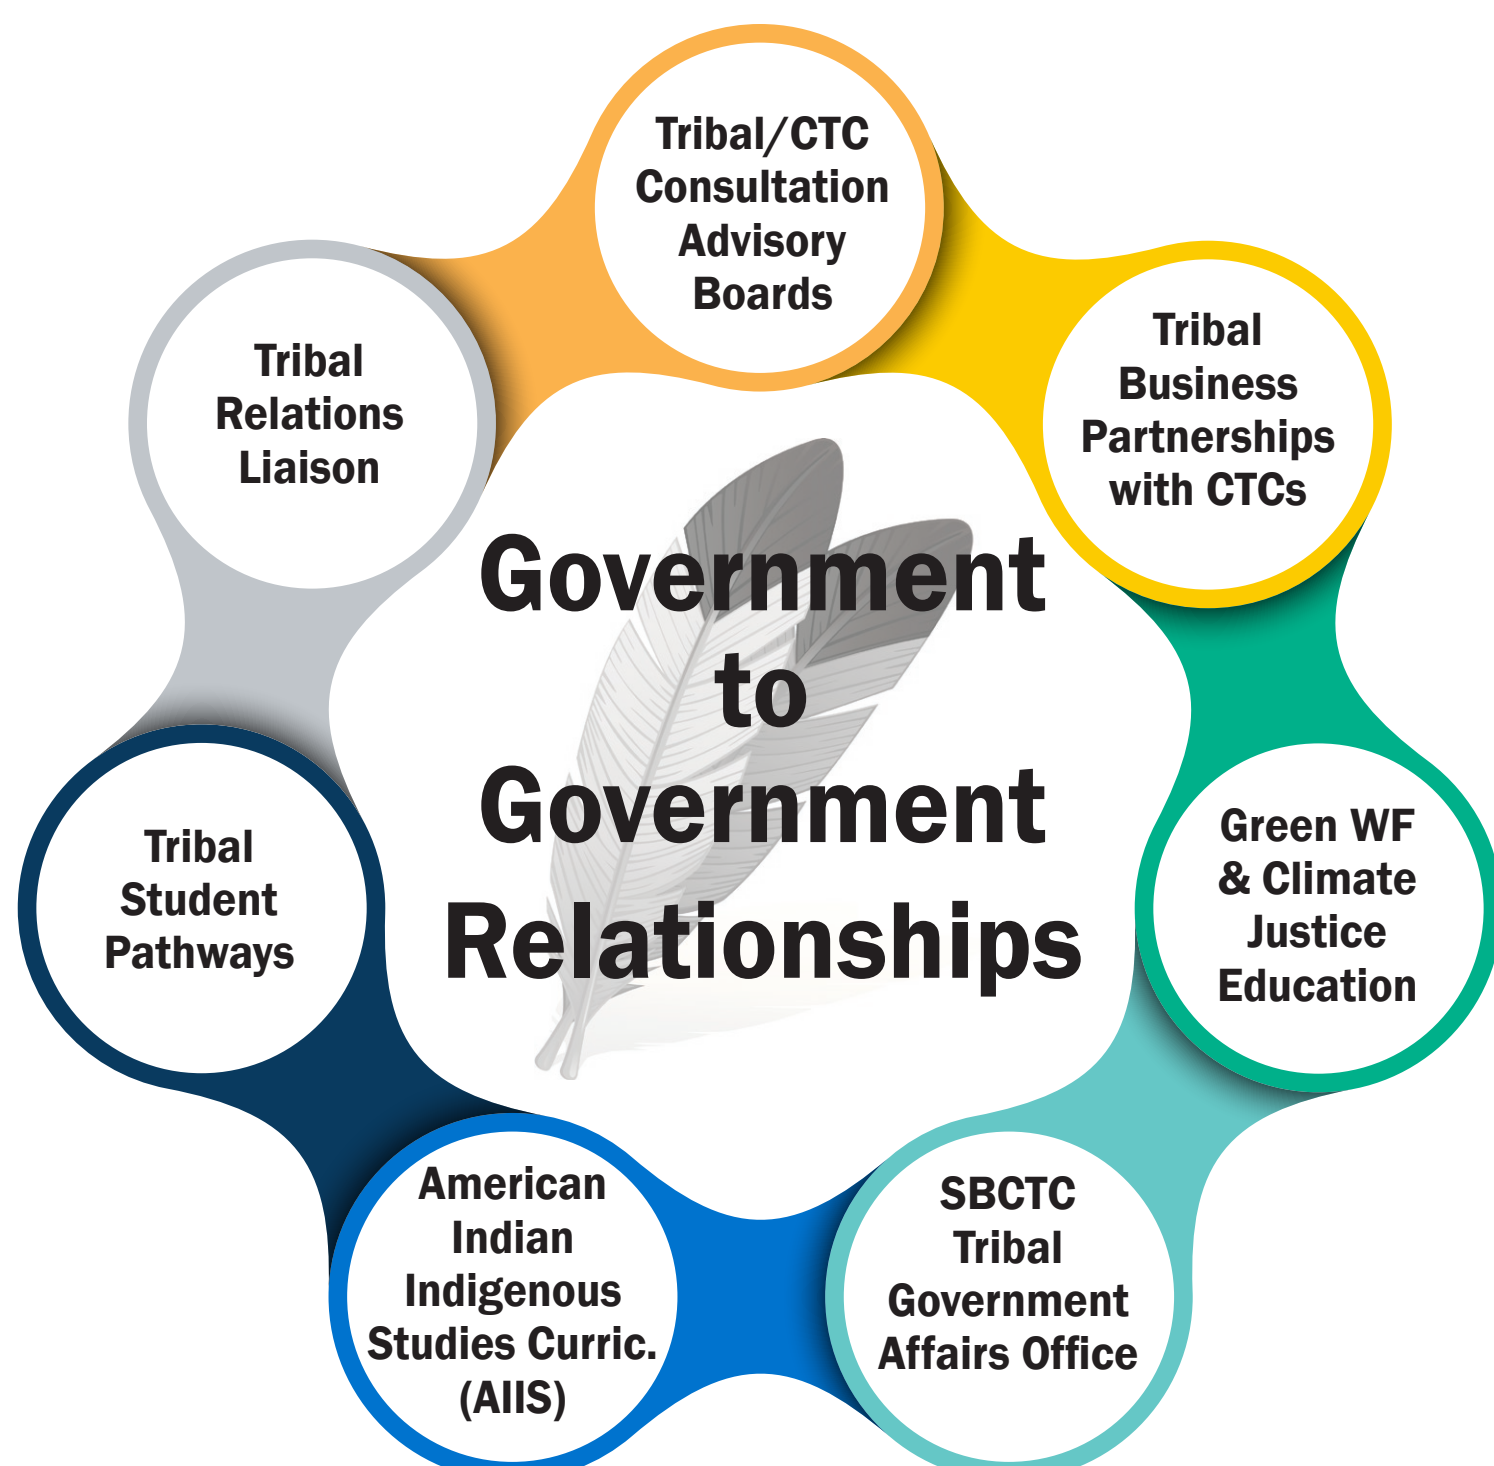 Tribal/CTC
Consultation
Advisory
Boards
Tribal
Business
Partnerships
with CTCs
Green WF
& Climate
Justice
Education
SBCTC
Tribal
Government
Affairs Office
American
Indian
Indigenous
Studies Curric.
(AIIS)
Tribal
Student
Pathways
Tribal
Relations
Liaison
Government
to
Government
Relationships